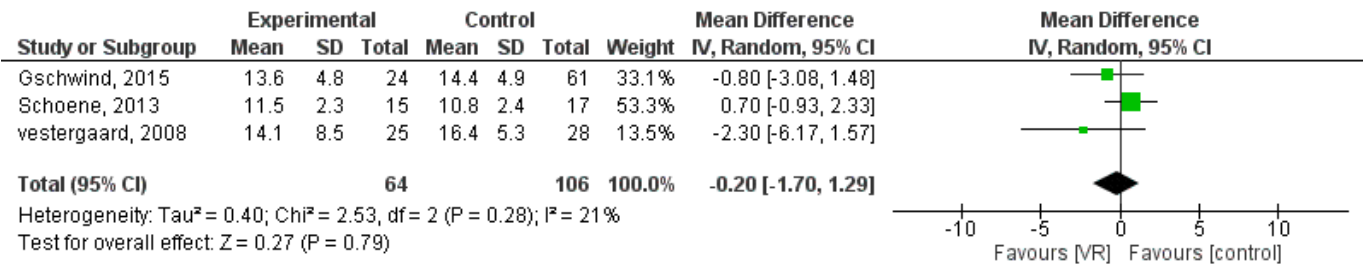 Experimental Control Mean Difference Mean Difference
Study or Subgroup Mean SD Total Mean SD Total Weight IV, Random, 95% CI IV, Random, 95% CI
Gschwind, 2015 13.6 4.8 24 14.4 4.9 61 33.1% -0.80 [-3.08, 1.48]
Schoene, 2013 11.5 2.3 15 10.8 2.4 17 53.3% 0.70 [-0.93, 2.33]
vestergaard, 2008 14.1 8.5 25 16.4 5.3 28 13.5% -2.30 [-6.17, 1.57]
Total (95% CI) 64 106 100.0% -0.20 [-1.70, 1.29]
Heterogeneity: Tau² = 0.40; Chi² = 2.53, df = 2 (P = 0.28); I² = 21%
Test for overall effect: Z = 0.27 (P = 0.79)
-10 -5 0 5 10
Favours [VR] Favours [control]